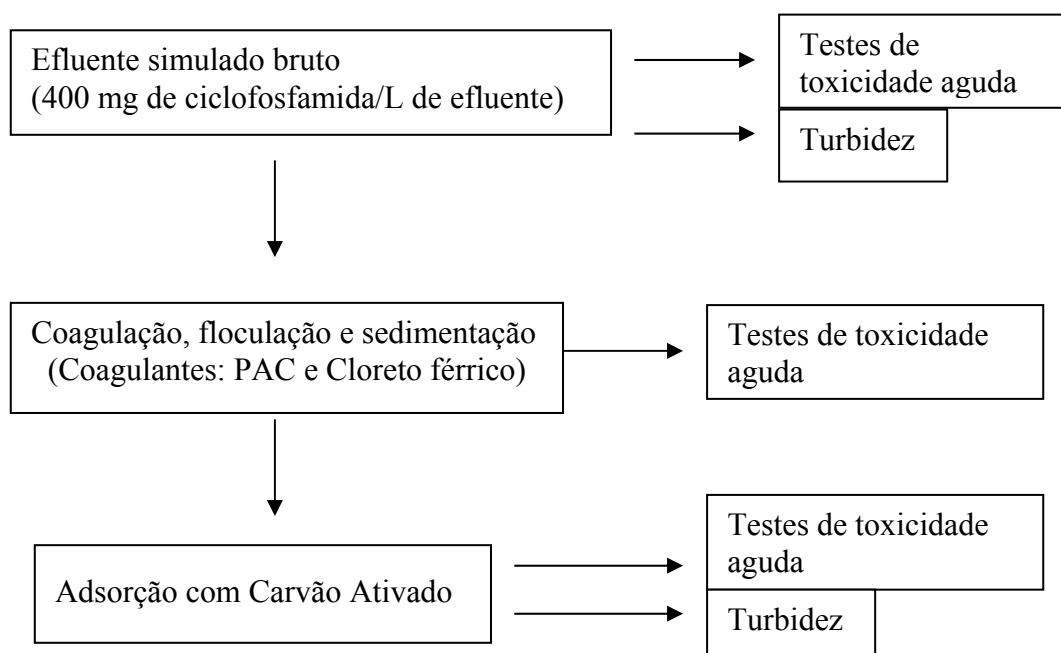 Efluente simulado bruto
(400 mg de ciclofosfamida/L de efluente)
Testes de
toxicidade aguda
Turbidez
Coagulação, floculação e sedimentação
(Coagulantes: PAC e Cloreto férrico)
Testes de toxicidade
aguda
Adsorção com Carvão Ativado
Testes de toxicidade
aguda
Turbidez